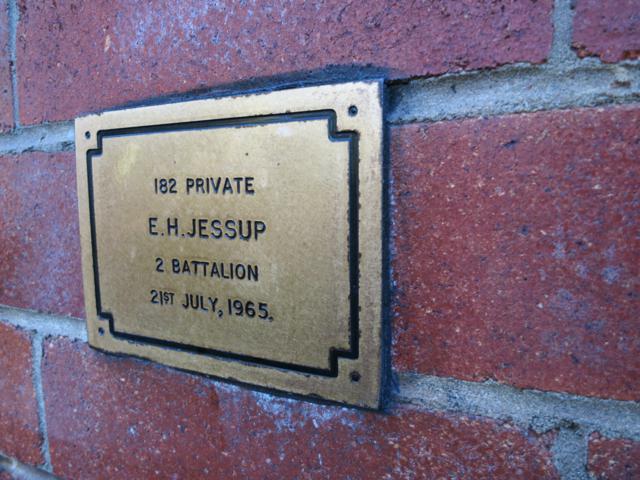 182 PRIVATE
E.H.JESSUP
2 BATTALION
21ST JULY, 1965.